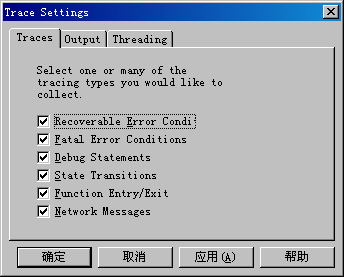 Trace Settings
Traces Output Threading
Select one or many of the
tracing types you would like to
collect.
Recoverable Error Condi
Fatal Error Conditions
Debug Statements
State Transitions
Function Entry/Exit
Network Messages
确定 取消 应用(A) 帮助